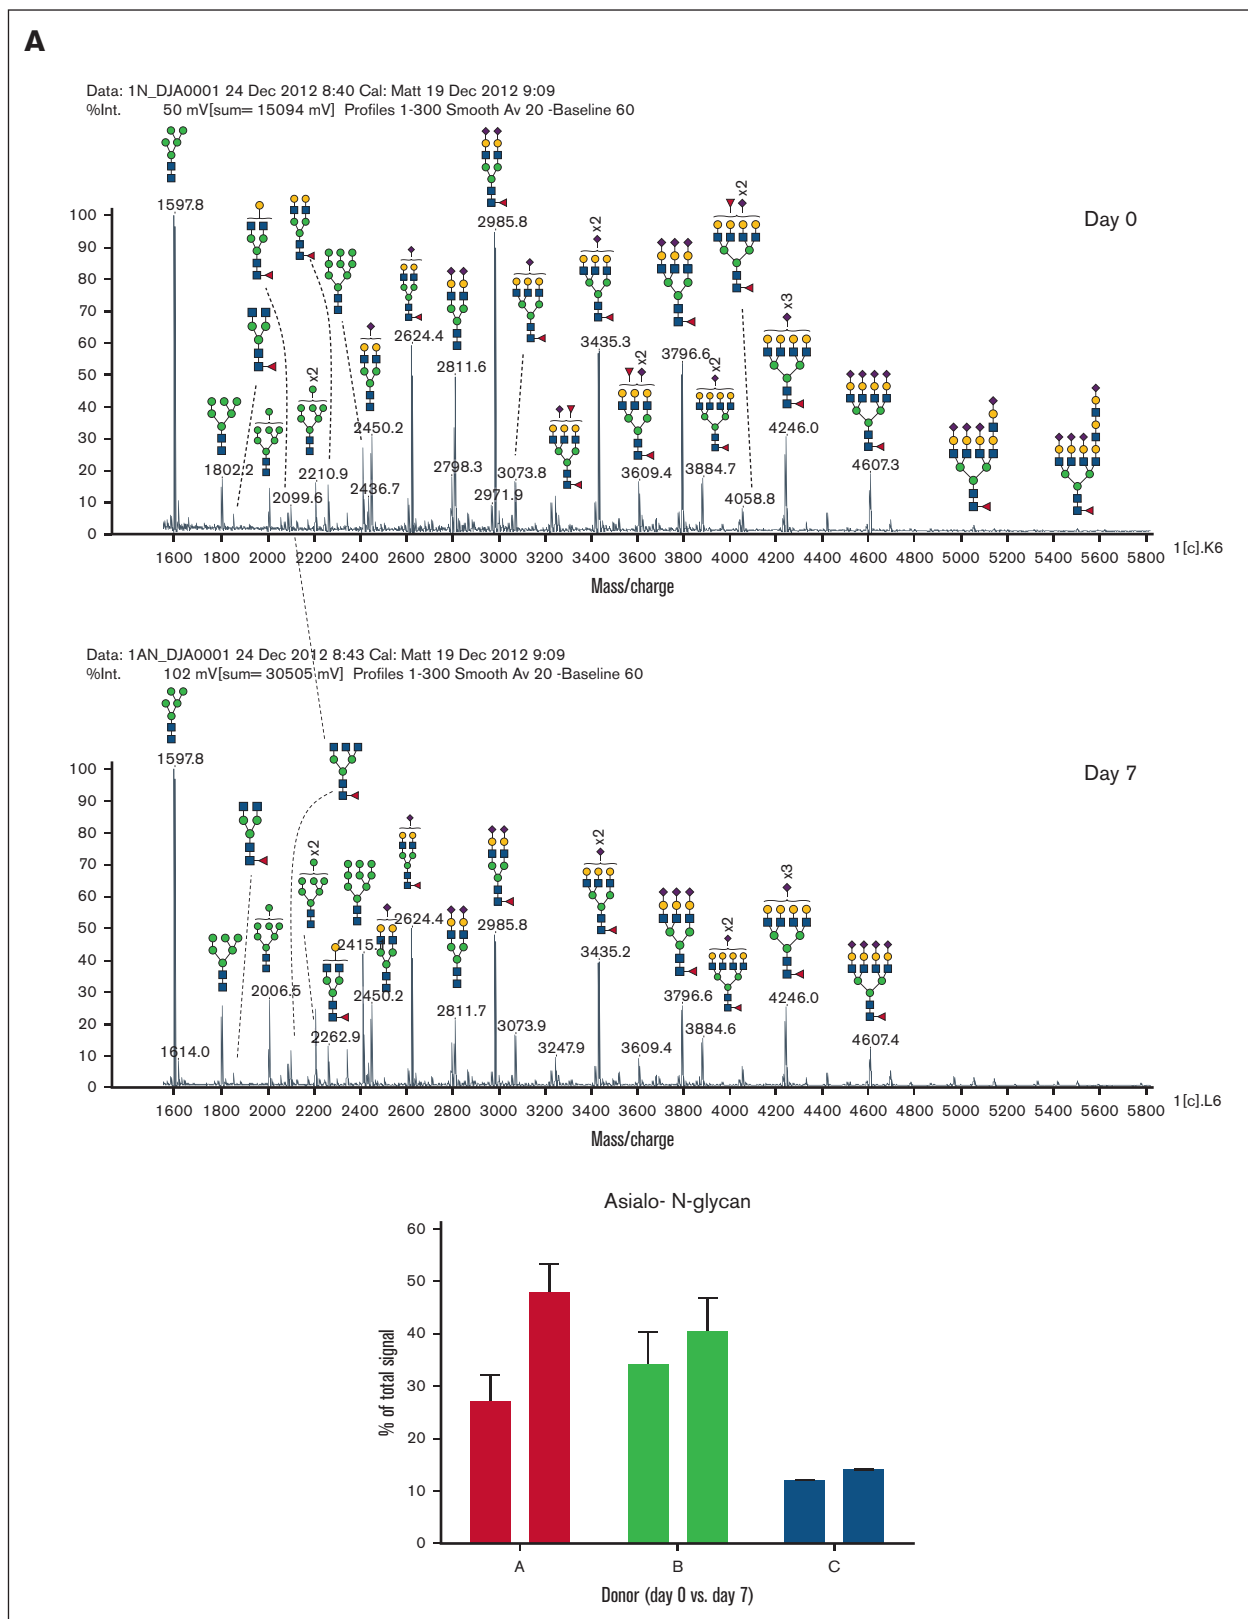 A
Data: 1N_DJA0001 24 Dec 2012 8:40 Cal: Matt 19 Dec 2012 9:09
%Int. 50 mV[sum= 15094 mV] Profiles 1-300 Smooth Av 20 -Baseline 60
Day 0
1597.8
2985.8
x2
x2
2624.4
3435.3
x3
2811.6
3796.6
x2
x2
x2
2450.2
4246.0
1802.2
2210.9
2798.3
3073.8
3609.4
3884.7
4607.3
2099.6
2436.7
2971.9
4058.8
100
90
80
70
60
50
40
30
20
10
0
1600 2000 2200 2400 2600 2800 3000 3200 3400 3600 3800 4000 4200 4400 4600 5000 5200 5400 5600 5800
1[c].K6
Mass/charge
Data: 1AN_DJA0001 24 Dec 2012 8:43 Cal: Matt 19 Dec 2012 9:09
%Int. 102 mV[sum= 30505 mV] Profiles 1-300 Smooth Av 20 -Baseline 60
Day 7
1597.8
x2
x2
x3
x2
2624.4
2985.8
2415.
3435.2
2006.5
2450.2
3796.6
4246.0
2811.7
2262.9
3073.9
3884.6
4607.4
1614.0
3247.9
3609.4
100
90
80
70
60
50
40
30
20
10
0
1600 2000 2200 2400 2600 2800 3000 3200 3400 3600 3800 4000 4200 4400 4600 5000 5200 5400 5600 5800
1[c].L6
Mass/charge
Asialo- N-glycan
% of total signal
60
50
40
30
20
10
0
A B C
Donor (day 0 vs. day 7)